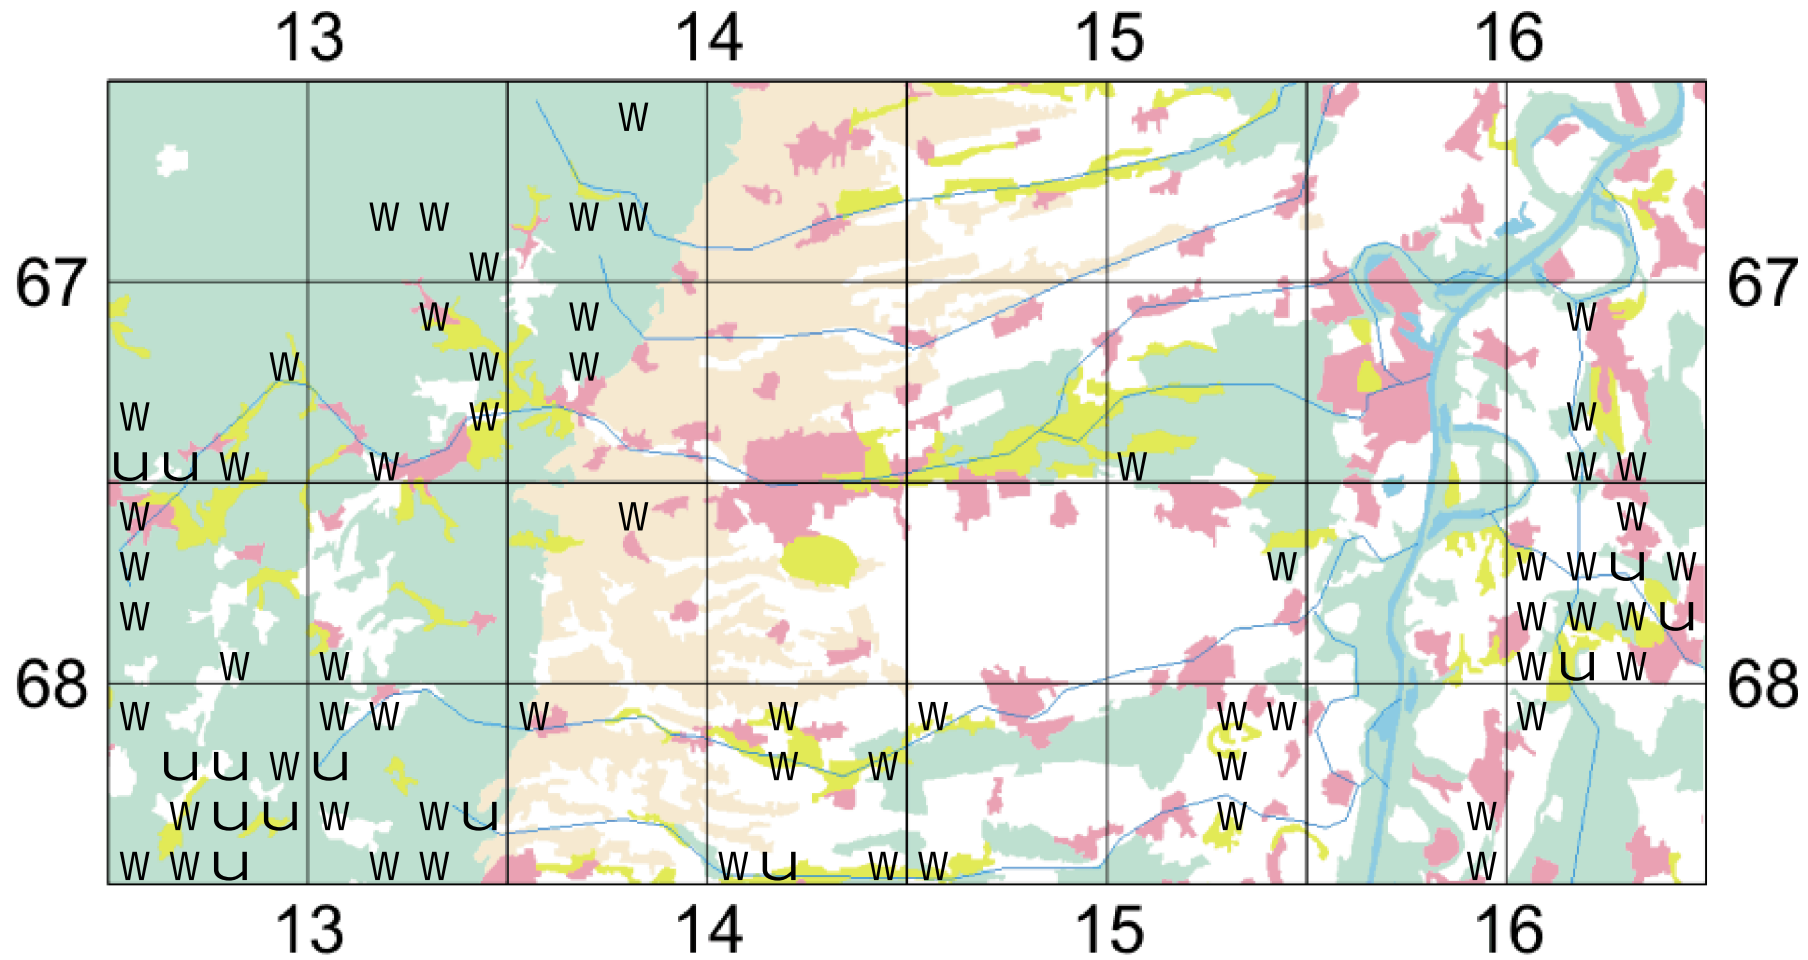 13 14 15 16
W
W W W W
W
67 67
W W W
W W W
W W W
u u W W W W W
W W W
W W W W u W
W W W W u
W W W u W
68 68
W W W W W W W W W
u u W u W W W
W u u W W u W W
W W u W W W u W W W
13 14 15 16